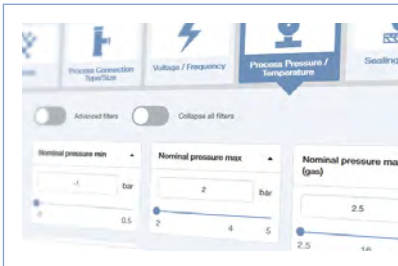 Process Connection
Type/Size
Voltage / Frequency
Process Pressure /
Temperature
Sealing
Advanced filters
Collapse all filters
Nominal pressure min
Nominal pressure max
Nominal pressure ma
(gas)
-1
bar
2
bar
2.5
0.5
2
4
5
2.5
16